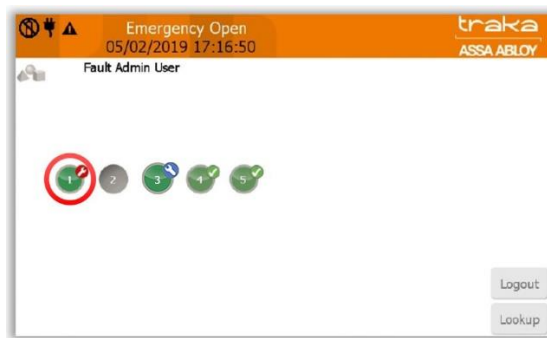 Emergency Open
05/02/2019 17:16:50
traka
ASSA ABLOY
Fault Admin User
1
2
3
4
5
Logout
Lookup